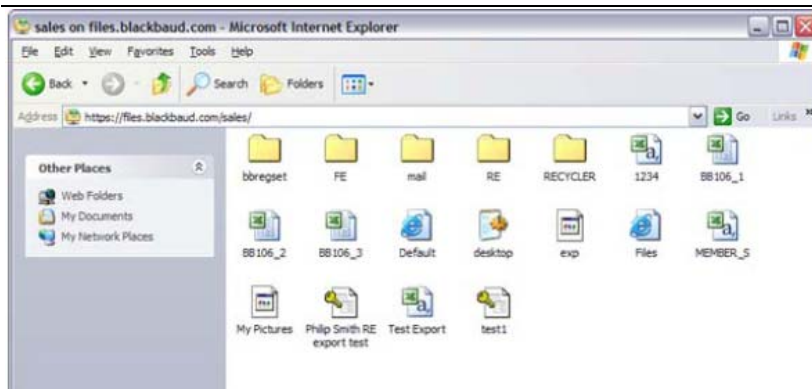 sales on files.blackbaud.com - Microsoft Internet Explorer
File Edit View Favorites Tools Help
Back Search Folders
Address https://files.blackbaud.com/sales/ Go Links »
Other Places
Web Folders
My Documents
My Network Places
bbregset FE mail RE RECYCLER 1234 BB106_1
BB106_2 BB106_3 Default desktop exp Files MEMBER_S
My Pictures Philip Smith RE Test Export test1
export test